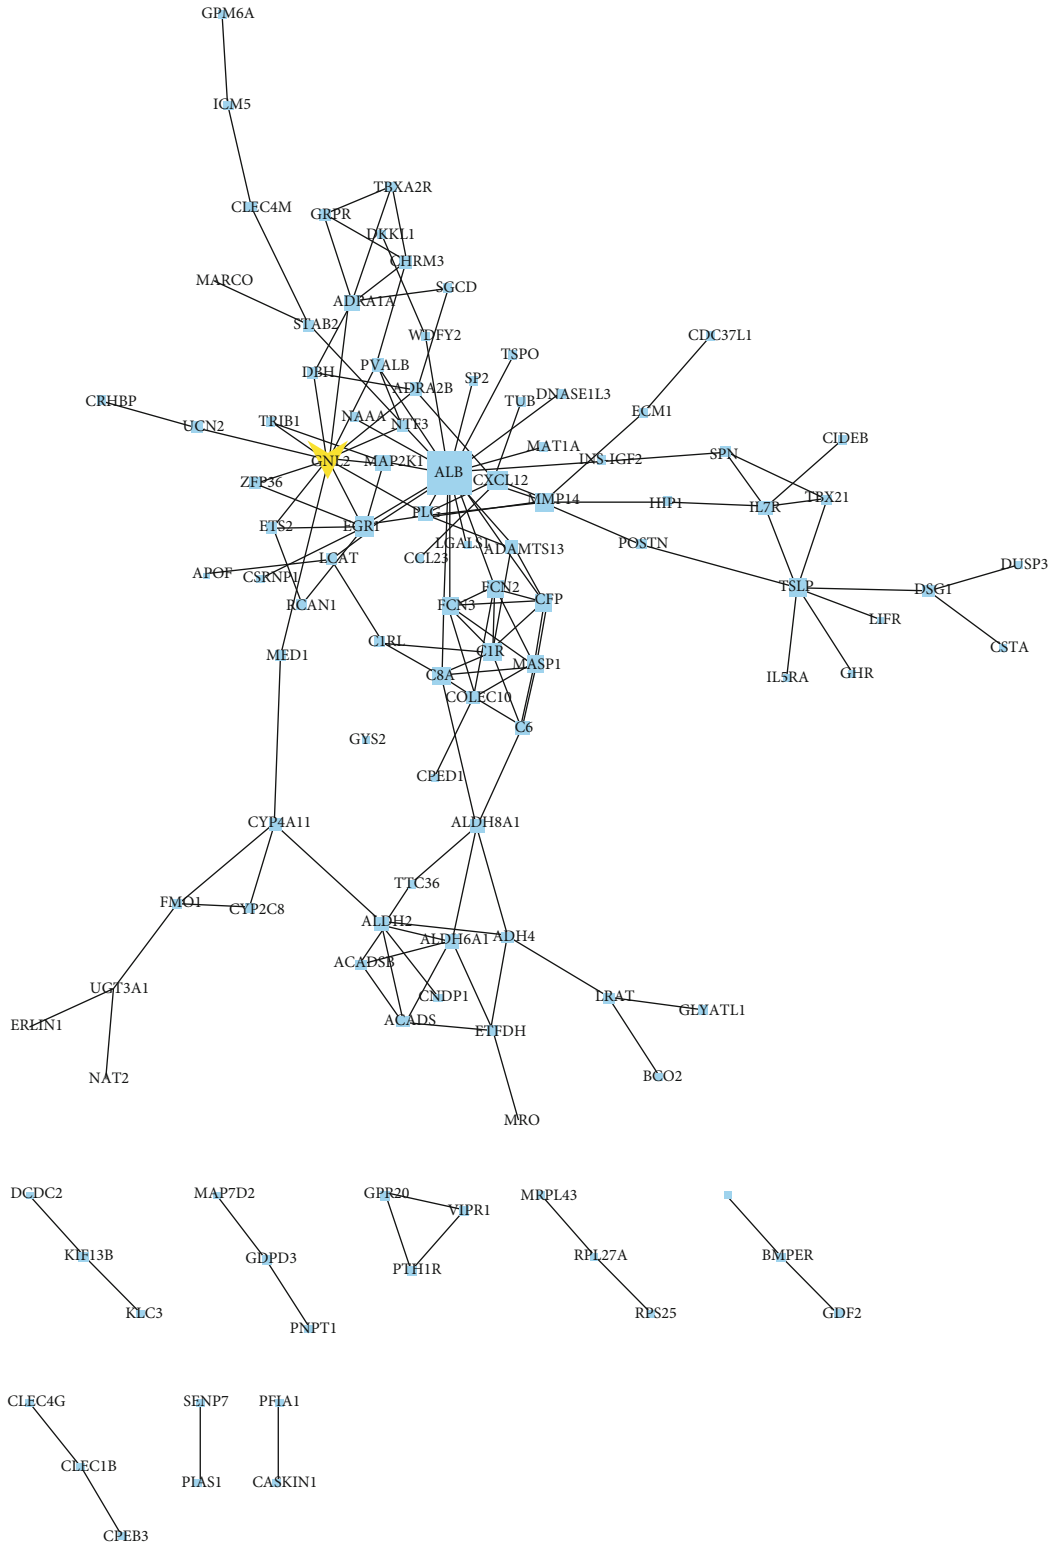 GPM6A
ICM5
CLEC4M
TBXA2R
GRPR
DKKL1
CHRM3
MARCO
SGCD
ADRA1A
STAB2
WDFY2
CDC37L1
TSPO
PVALB
DBH
SP2
ADRA2B
DNASE1L3
CRHBP
TUB
ECM1
NAAA
TRIB1
NTF3
UCN2
CIDEB
MAT1A
SPN
INS-IGF2
GNL2
MAP2K1
ALB
CXCL12
ZFP36
MMP14
HIP1
IL7R
TBX21
PLG
ETS2
EGR1
POSTN
LGALS1
ADAMTS13
LCAT
CCL23
DUSP3
APOF
CSRNP1
FCN2
TSLP
DSG1
RCAN1
FCN3
CFP
LIFR
C1RL
CSTA
MED1
C1R
MASP1
C8A
IL5RA
GHR
COLEC10
C6
GYS2
CPED1
CYP4A11
ALDH8A1
TTC36
FMO1
CYP2C8
ALDH2
ALDH6A1
ADH4
ACADSB
UGT3A1
CNDP1
LRAT
GLYATL1
ERLIN1
ACADS
ETFDH
NAT2
BCO2
MRO
DCDC2
MAP7D2
GPR20
MRPL43
VIPR1
KIF13B
GDPD3
RPL27A
BMPER
PTH1R
KLC3
RPS25
GDF2
PNPT1
CLEC4G
SENP7
PFIA1
CLEC1B
PIAS1
CASKIN1
CPEB3